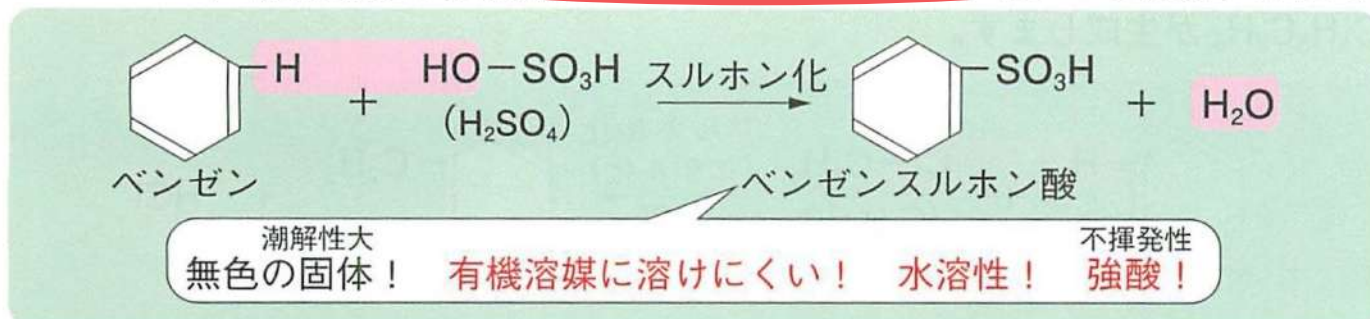 H + HO－SO₃H スルホン化 SO₃H + H₂O
(H₂SO₄)
ベンゼン ベンゼンスルホン酸
潮解性大 不揮発性
無色の固体！ 有機溶媒に溶けにくい！ 水溶性！ 強酸！